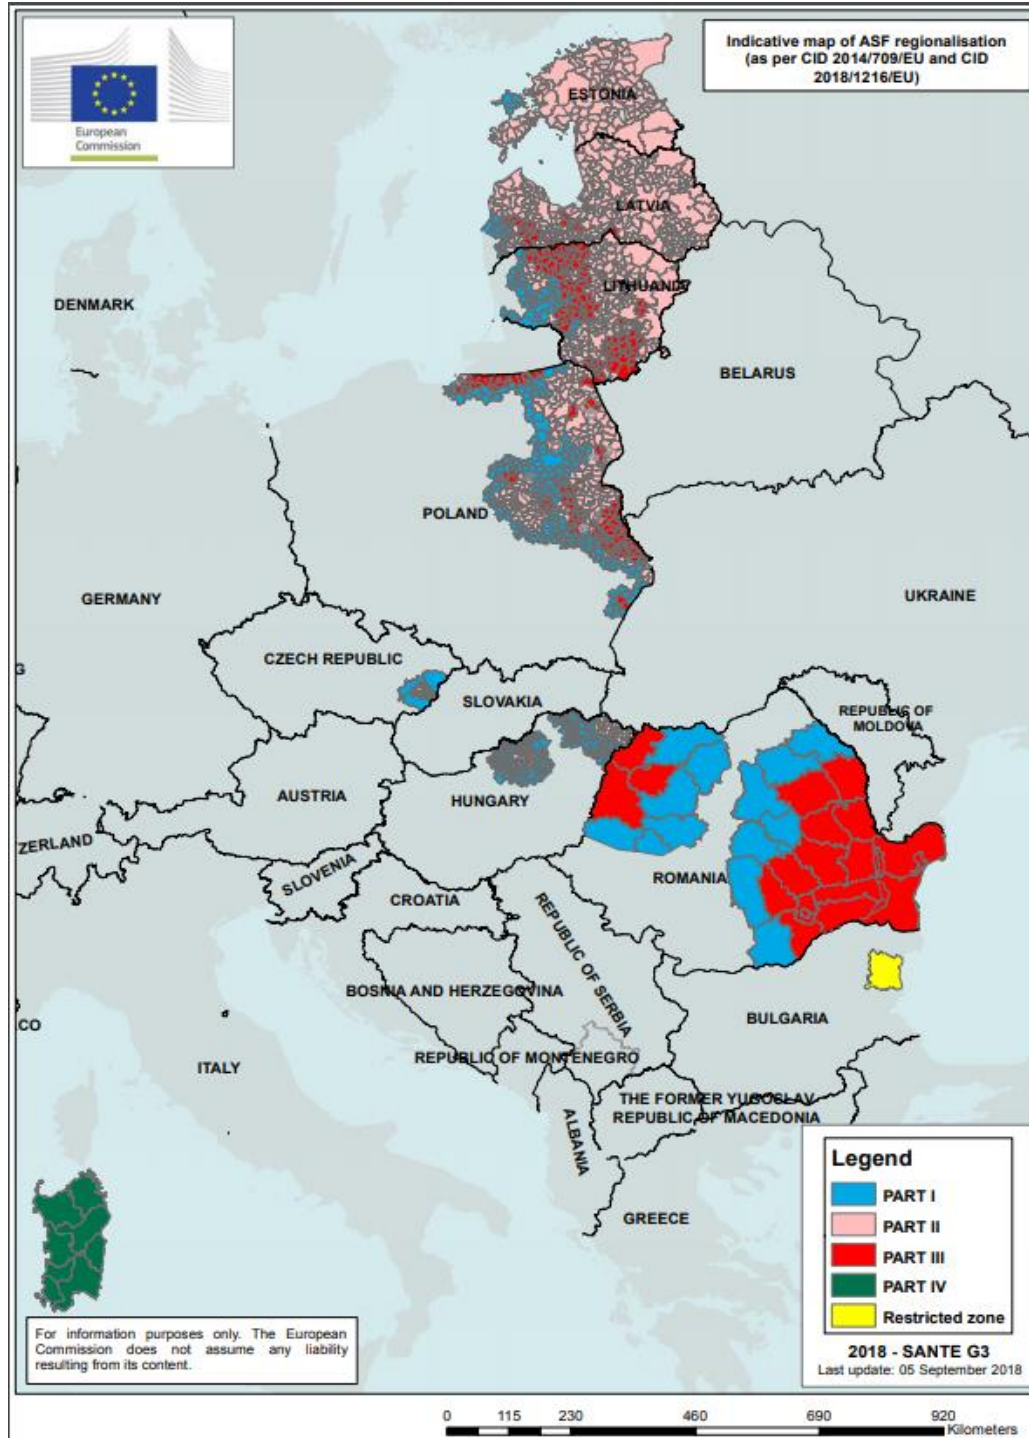 European
Commission
Indicative map of ASF regionalisation
(as per CID 2014/709/EU and CID
2018/1216/EU)
ESTONIA
LATVIA
LITHUANIA
DENMARK
BELARUS
POLAND
GERMANY
UKRAINE
CZECH REPUBLIC
G
SLOVAKIA
REPUBLIC OF
MOLDOVA
AUSTRIA
HUNGARY
ZERLAND
SLOVENIA
ROMANIA
CROATIA
REPUBLIC OF SERBIA
BOSNIA AND HERZEGOVINA
BULGARIA
CO
ITALY
REPUBLIC OF MONTENEGRO
THE FORMER YUGOSLAV
REPUBLIC OF MACEDONIA
ALBANIA
GREECE
Legend
PART I
PART II
PART III
PART IV
Restricted zone
2018 - SANTE G3
Last update: 05 September 2018
For information purposes only. The European
Commission does not assume any liability
resulting from its content.
0 115 230 460 690 920
Kilometers